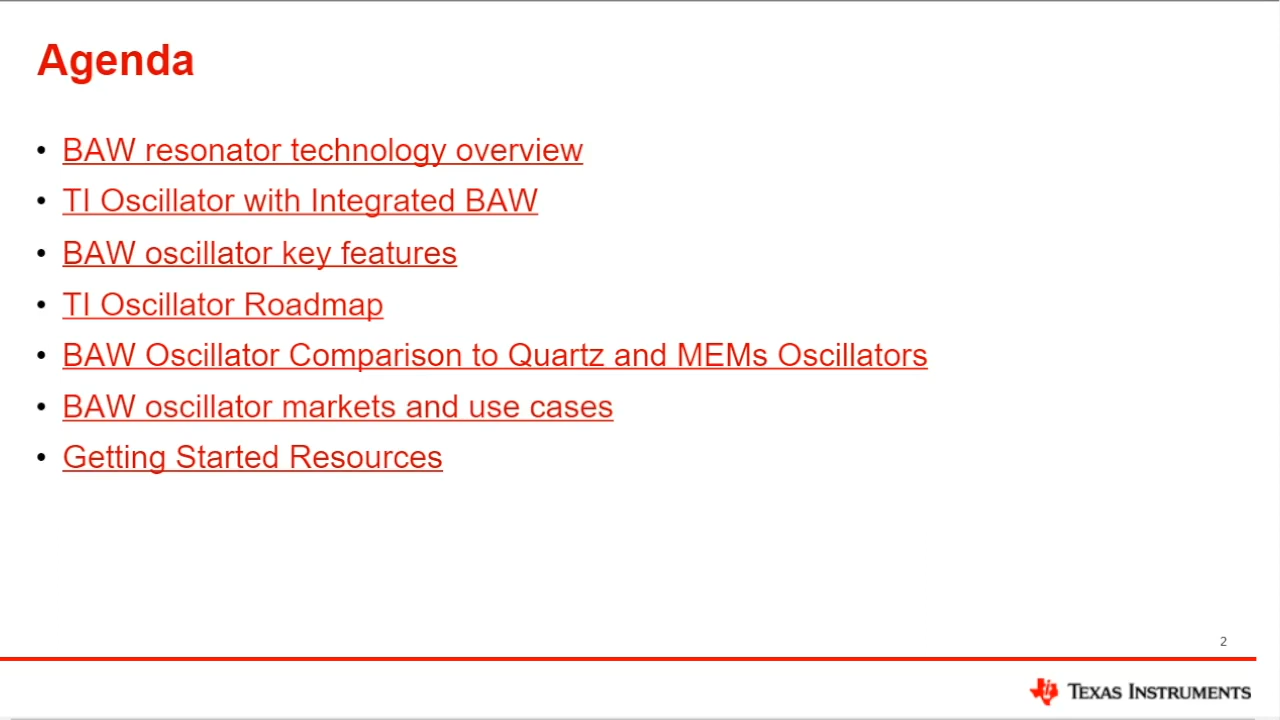 Agenda
• BAW resonator technology overview
• TI Oscillator with Integrated BAW
• BAW oscillator key features
• TI Oscillator Roadmap
• BAW Oscillator Comparison to Quartz and MEMs Oscillators
• BAW oscillator markets and use cases
• Getting Started Resources
2
TEXAS INSTRUMENTS